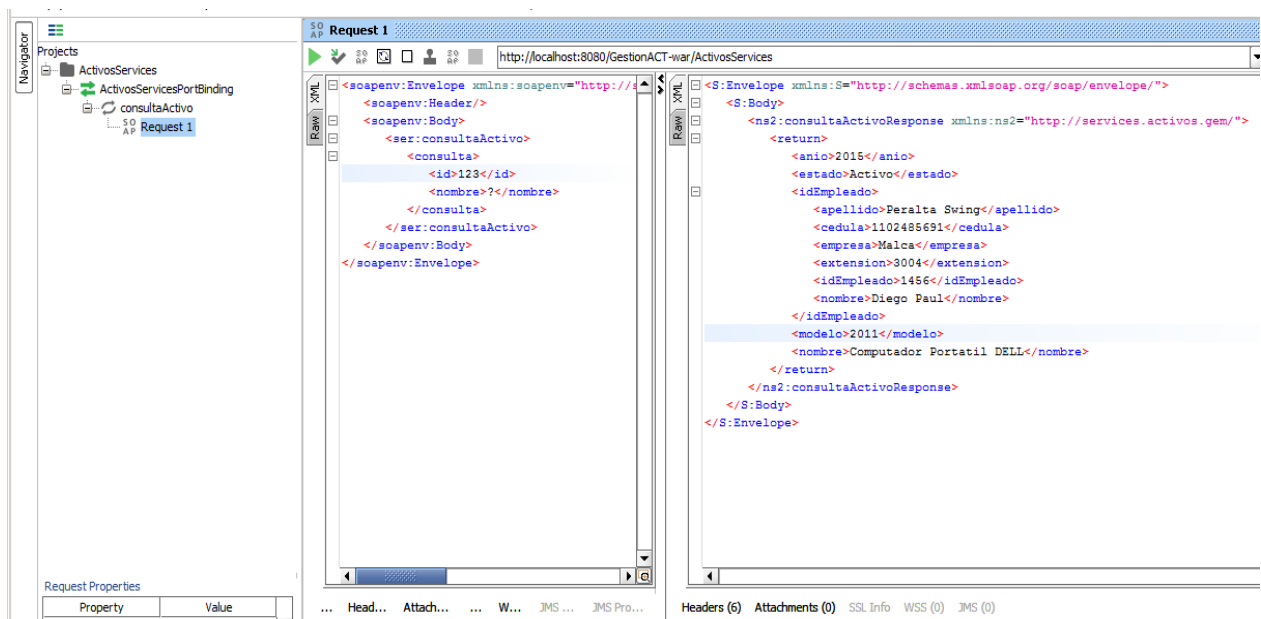 Navigator
Projects
ActivosServices
ActivosServicesPortBinding
consultaActivo
SOAP Request 1
Request Properties
Property Value
SOAP Request 1
http://localhost:8080/GestionACT-war/ActivosServices
XML
Raw
<soapenv:Envelope xmlns:soapenv="http://s
<soapenv:Header/>
<soapenv:Body>
<ser:consultaActivo>
<consulta>
<id>123</id>
<nombre>?</nombre>
</consulta>
</ser:consultaActivo>
</soapenv:Body>
</soapenv:Envelope>
... Head... Attach... ... W... JMS ... JMS Pro...
XML
Raw
<S:Envelope xmlns:S="http://schemas.xmlsoap.org/soap/envelope/">
<S:Body>
<ns2:consultaActivoResponse xmlns:ns2="http://services.activos.gem/">
<return>
<anio>2015</anio>
<estado>Activo</estado>
<idEmpleado>
<apellido>Peralta Swing</apellido>
<cedula>1102485691</cedula>
<empresa>Malca</empresa>
<extension>3004</extension>
<idEmpleado>1456</idEmpleado>
<nombre>Diego Paul</nombre>
</idEmpleado>
<modelo>2011</modelo>
<nombre>Computador Portatil DELL</nombre>
</return>
</ns2:consultaActivoResponse>
</S:Body>
</S:Envelope>
Headers (6) Attachments (0) SSL Info WSS (0) JMS (0)